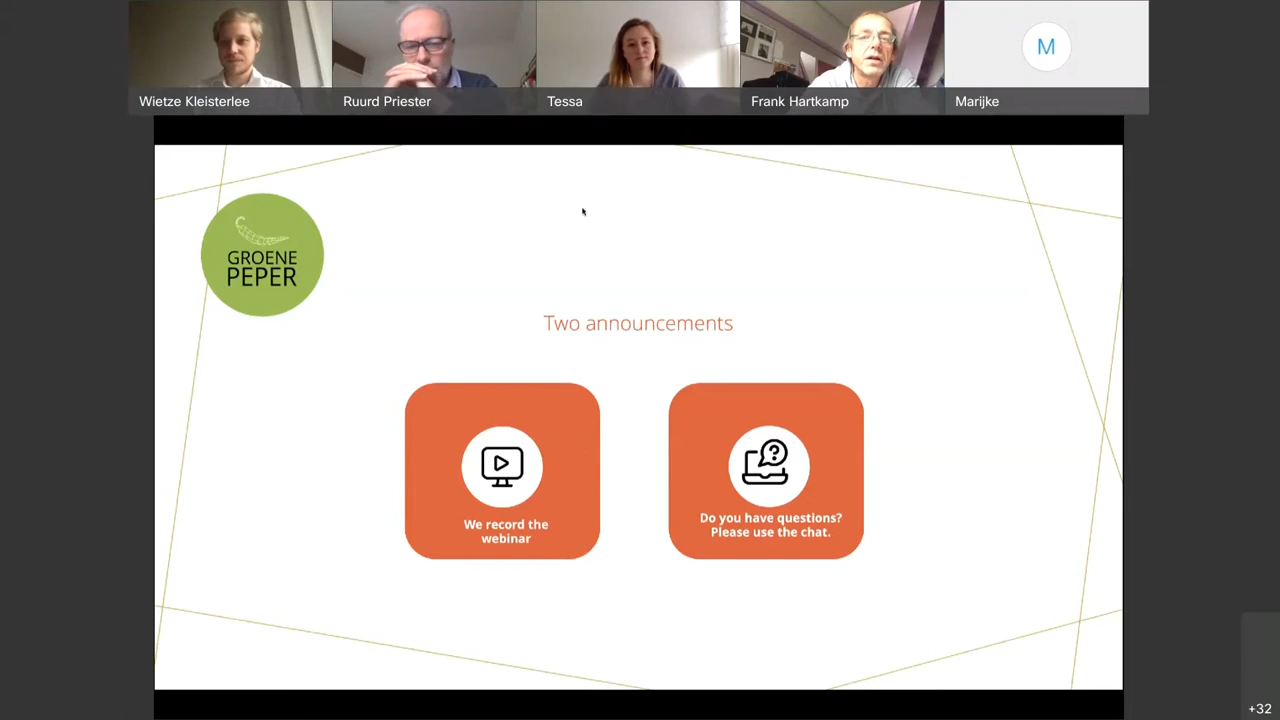 Wietze Kleisterlee
Ruurd Priester
Tessa
Frank Hartkamp
M
Marijke
GROENE
PEPER
Two announcements
We record the
webinar
Do you have questions?
Please use the chat.
+32